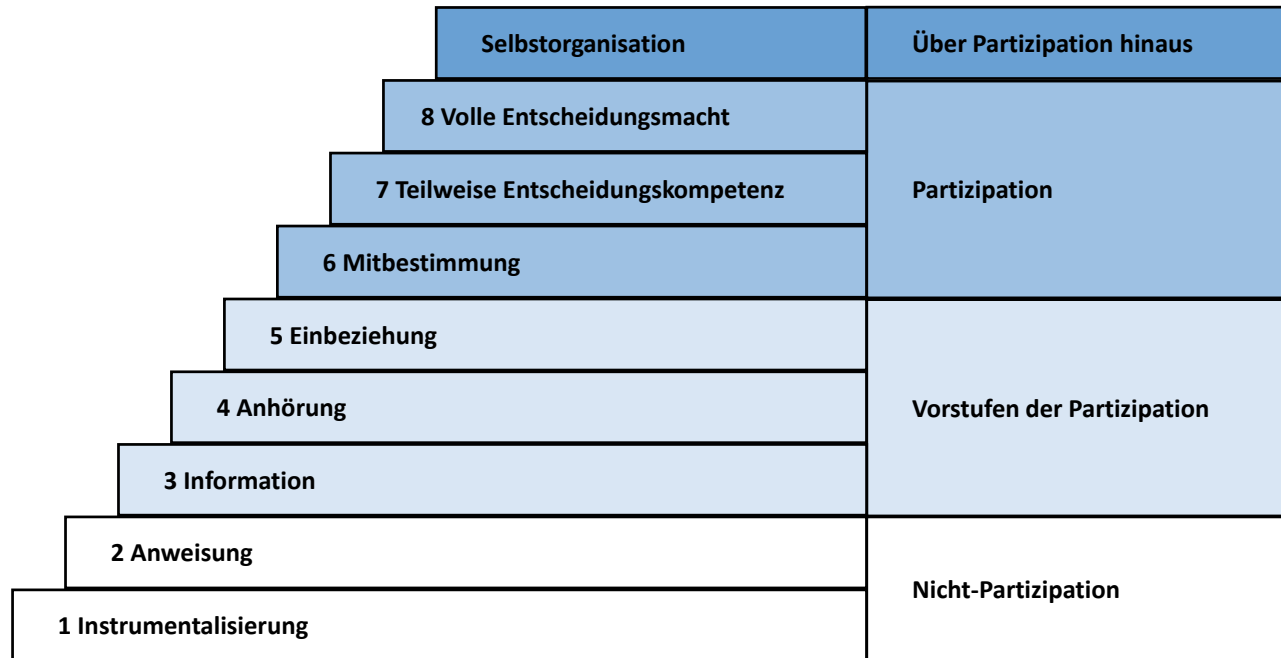 Selbstorganisation
Über Partizipation hinaus
8 Volle Entscheidungsmacht
7 Teilweise Entscheidungskompetenz
Partizipation
6 Mitbestimmung
5 Einbeziehung
4 Anhörung
Vorstufen der Partizipation
3 Information
2 Anweisung
Nicht-Partizipation
1 Instrumentalisierung